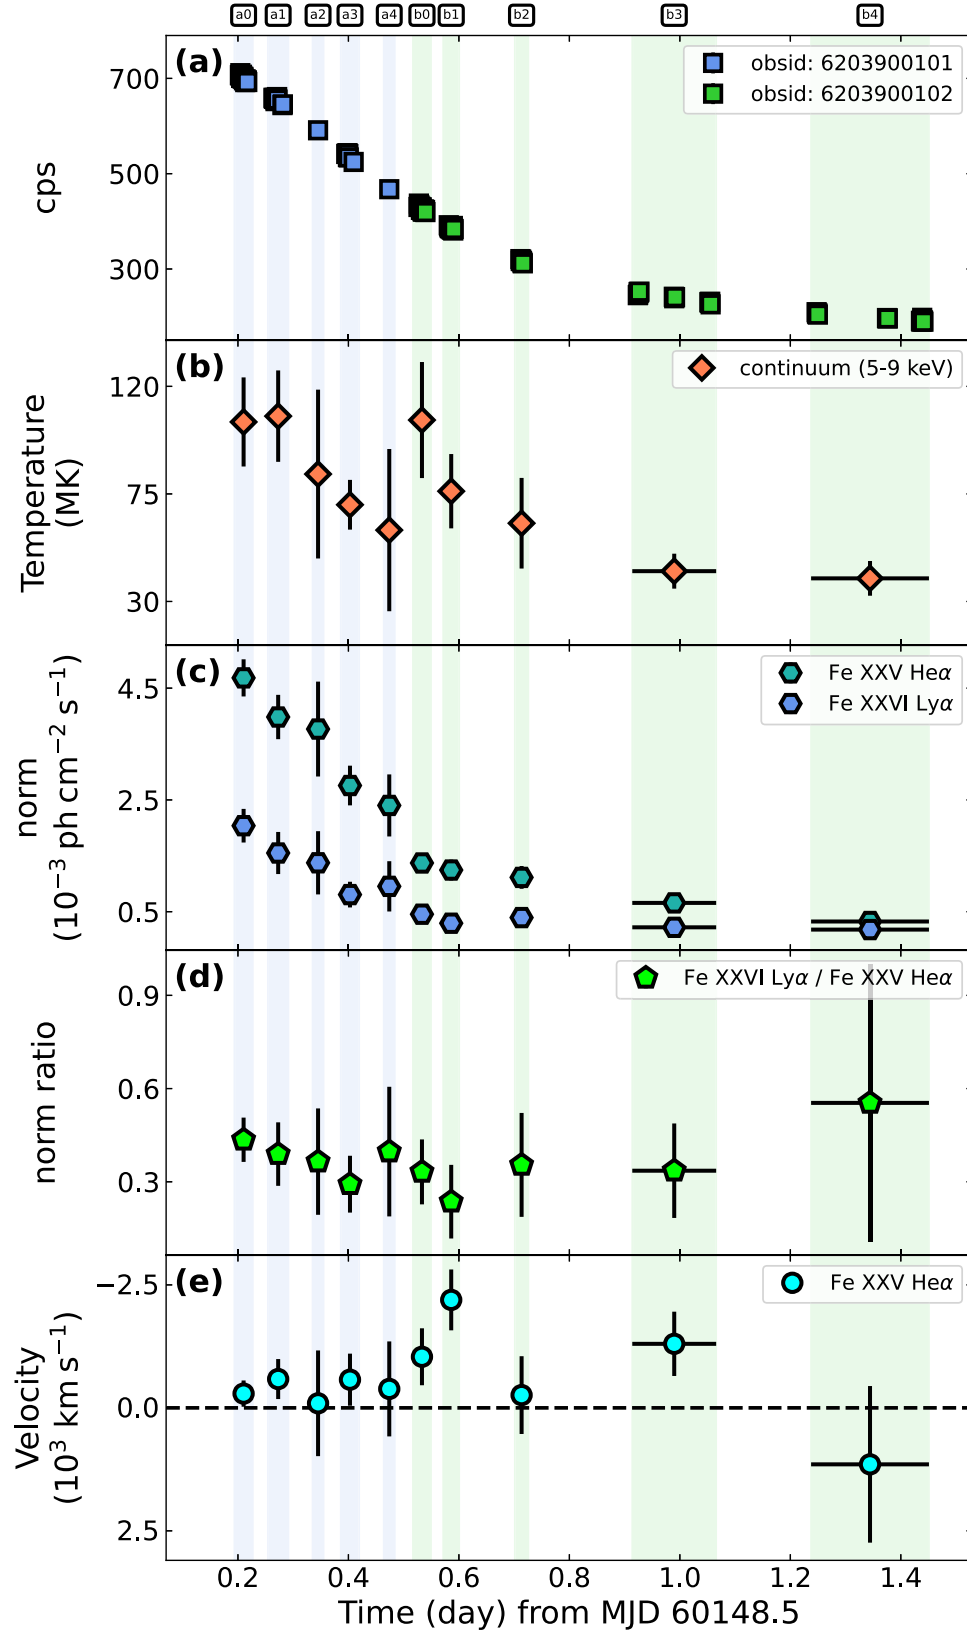 a0 a1 a2 a3 a4 b0 b1 b2 b3 b4
(a)
obsid: 6203900101
obsid: 6203900102
700
500
300
cps
(b)
continuum (5-9 keV)
120
75
30
Temperature
(MK)
(c)
Fe XXV Heα
Fe XXVI Lyα
4.5
2.5
0.5
norm
(10⁻³ ph cm⁻² s⁻¹)
(d)
Fe XXVI Lyα / Fe XXV Heα
0.9
0.6
0.3
norm ratio
(e)
Fe XXV Heα
−2.5
0.0
2.5
Velocity
(10³ km s⁻¹)
0.2 0.4 0.6 0.8 1.0 1.2 1.4
Time (day) from MJD 60148.5